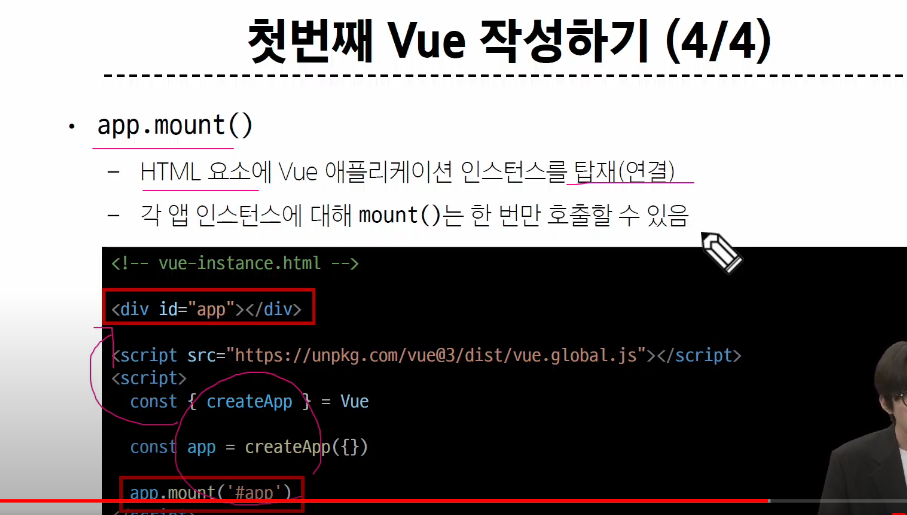 첫번째 Vue 작성하기 (4/4)
• app.mount()
– HTML 요소에 Vue 애플리케이션 인스턴스를 탑재(연결)
– 각 앱 인스턴스에 대해 mount()는 한 번만 호출할 수 있음
<!-- vue-instance.html -->
<div id="app"></div>
<script src="https://unpkg.com/vue@3/dist/vue.global.js"></script>
<script>
const { createApp } = Vue
const app = createApp({})
app.mount('#app')
</script>